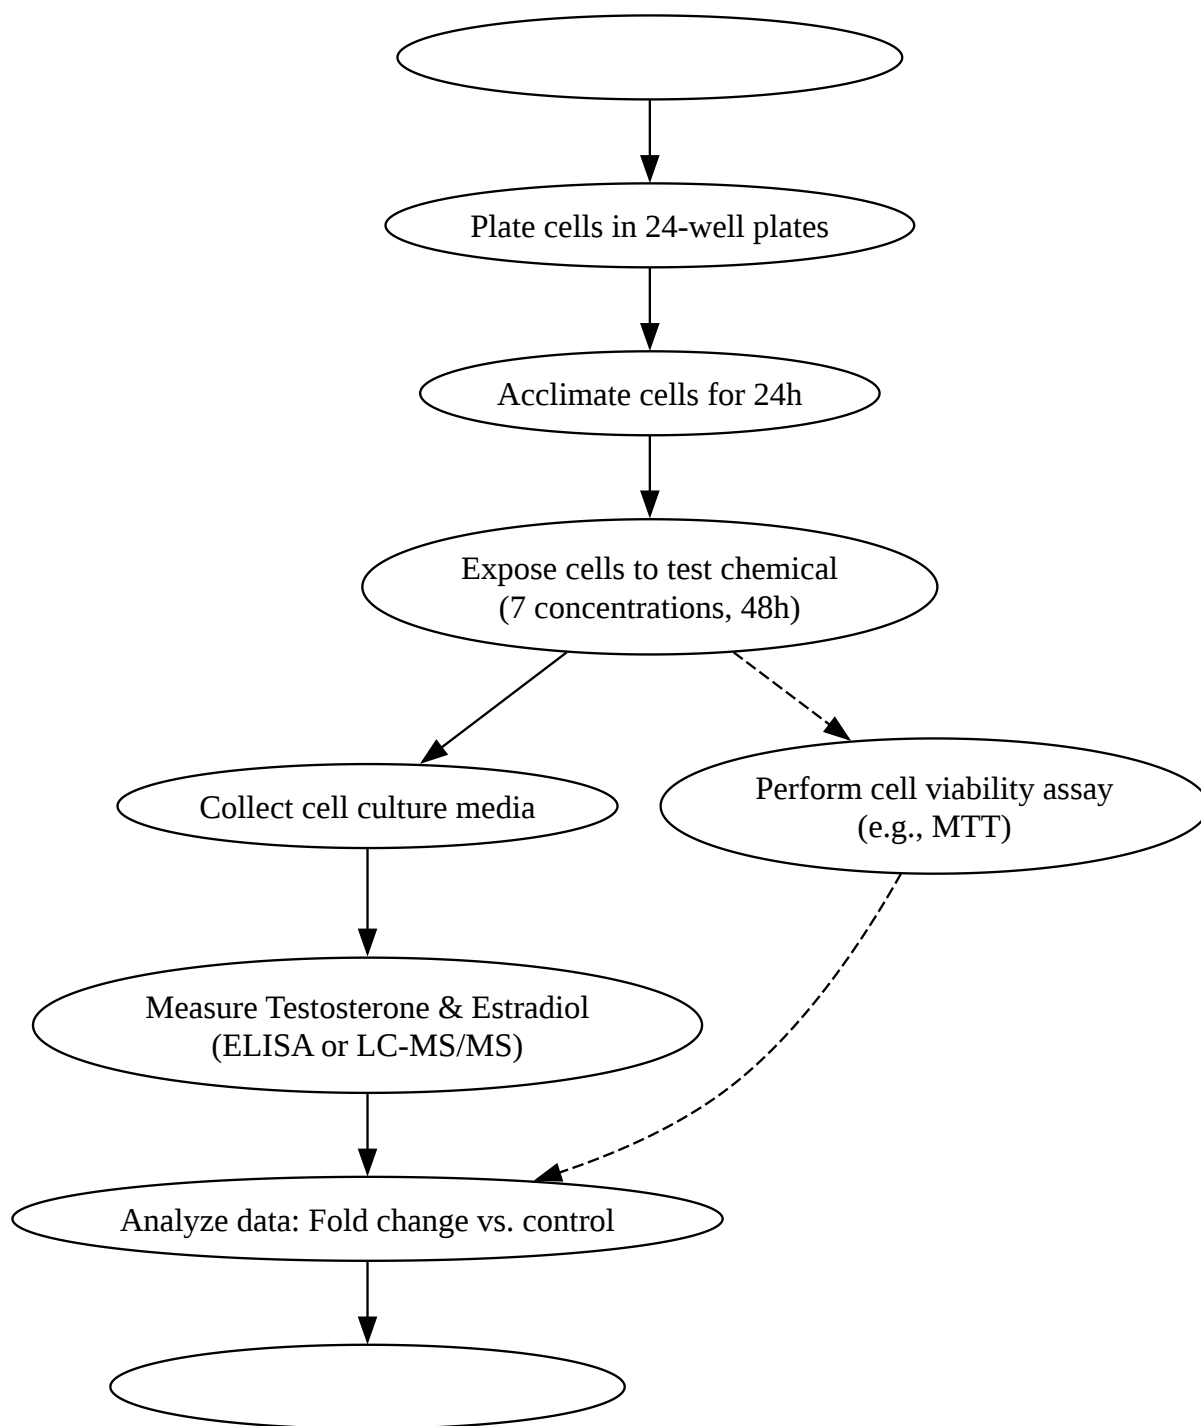 Plate cells in 24-well plates
Acclimate cells for 24h
Expose cells to test chemical
(7 concentrations, 48h)
Collect cell culture media
Perform cell viability assay
(e.g., MTT)
Measure Testosterone & Estradiol
(ELISA or LC-MS/MS)
Analyze data: Fold change vs. control